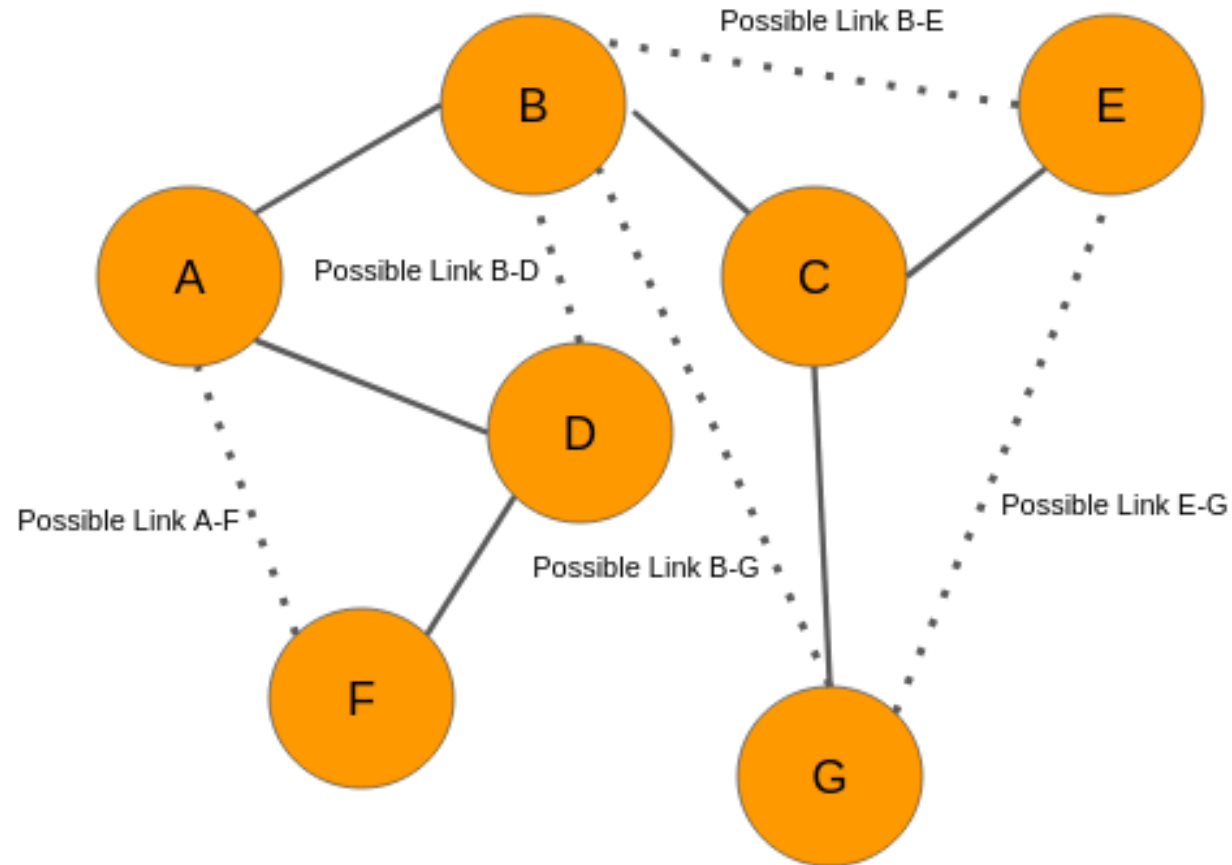 Possible Link B-E
B
E
A
Possible Link B-D
C
D
Possible Link A-F
Possible Link E-G
Possible Link B-G
F
G